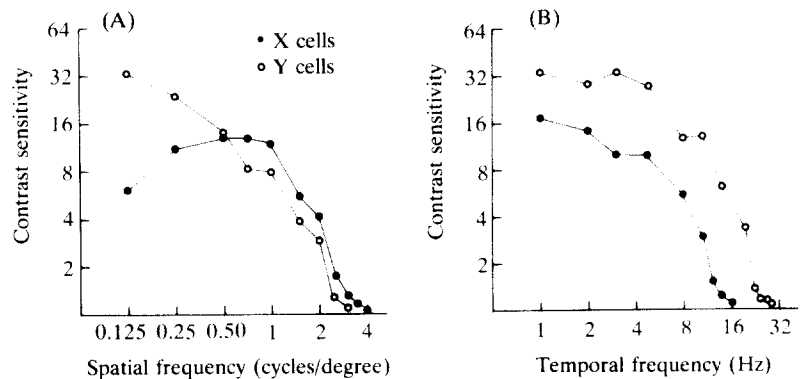 (A)
64
32
16
8
4
2
Contrast sensitivity
X cells
Y cells
0.125 0.25 0.50 1 2 4
Spatial frequency (cycles/degree)
(B)
64
32
16
8
4
2
Contrast sensitivity
1 2 4 8 16 32
Temporal frequency (Hz)